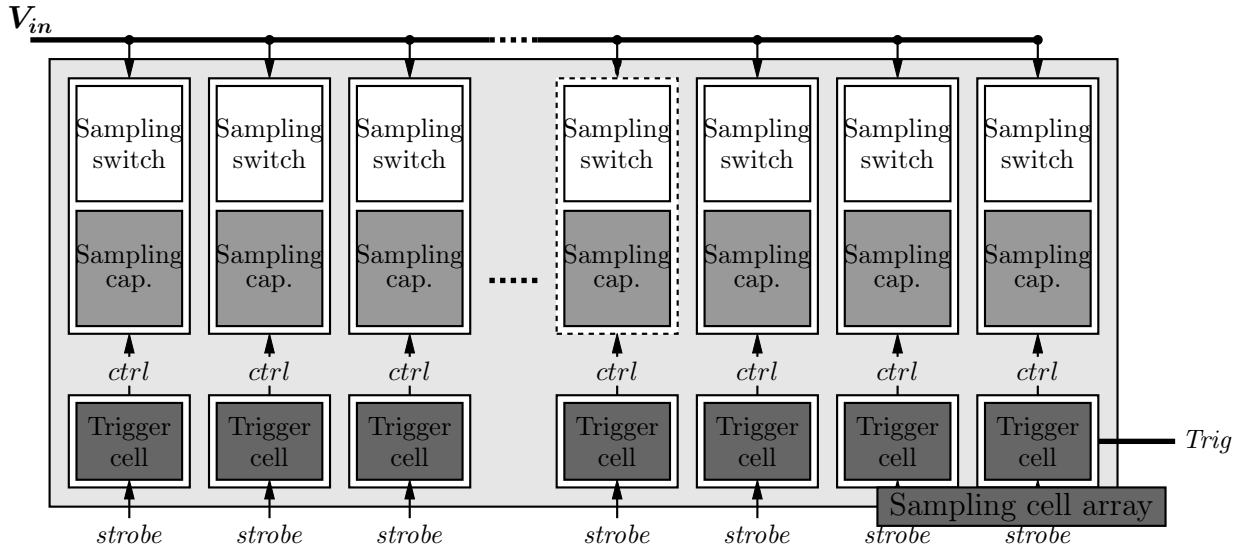 V_in
Sampling Sampling Sampling Sampling Sampling Sampling Sampling
switch switch switch switch switch switch switch
Sampling Sampling Sampling Sampling Sampling Sampling Sampling
cap. cap. cap. cap. cap. cap. cap.
ctrl ctrl ctrl ctrl ctrl ctrl ctrl
Trigger Trigger Trigger Trigger Trigger Trigger Trigger
Trig
cell cell cell cell cell cell cell
Sampling cell array
strobe strobe strobe strobe strobe strobe strobe